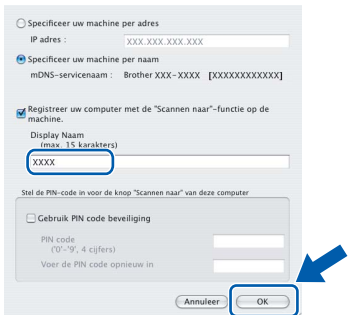 Specificeer uw machine per adres
IP adres : XXX.XXX.XXX.XXX
Specificeer uw machine per naam
mDNS-servicenaam : Brother XXX-XXXX [XXXXXXXXXXXX]
Registreer uw computer met de "Scannen naar"-functie op de
machine.
Display Naam
(max. 15 karakters)
XXXX
Stel de PIN-code in voor de knop "Scannen naar" van deze computer
Gebruik PIN code beveiliging
PIN code
('0'-'9', 4 cijfers)
Voer de PIN code opnieuw in
Annuleer OK